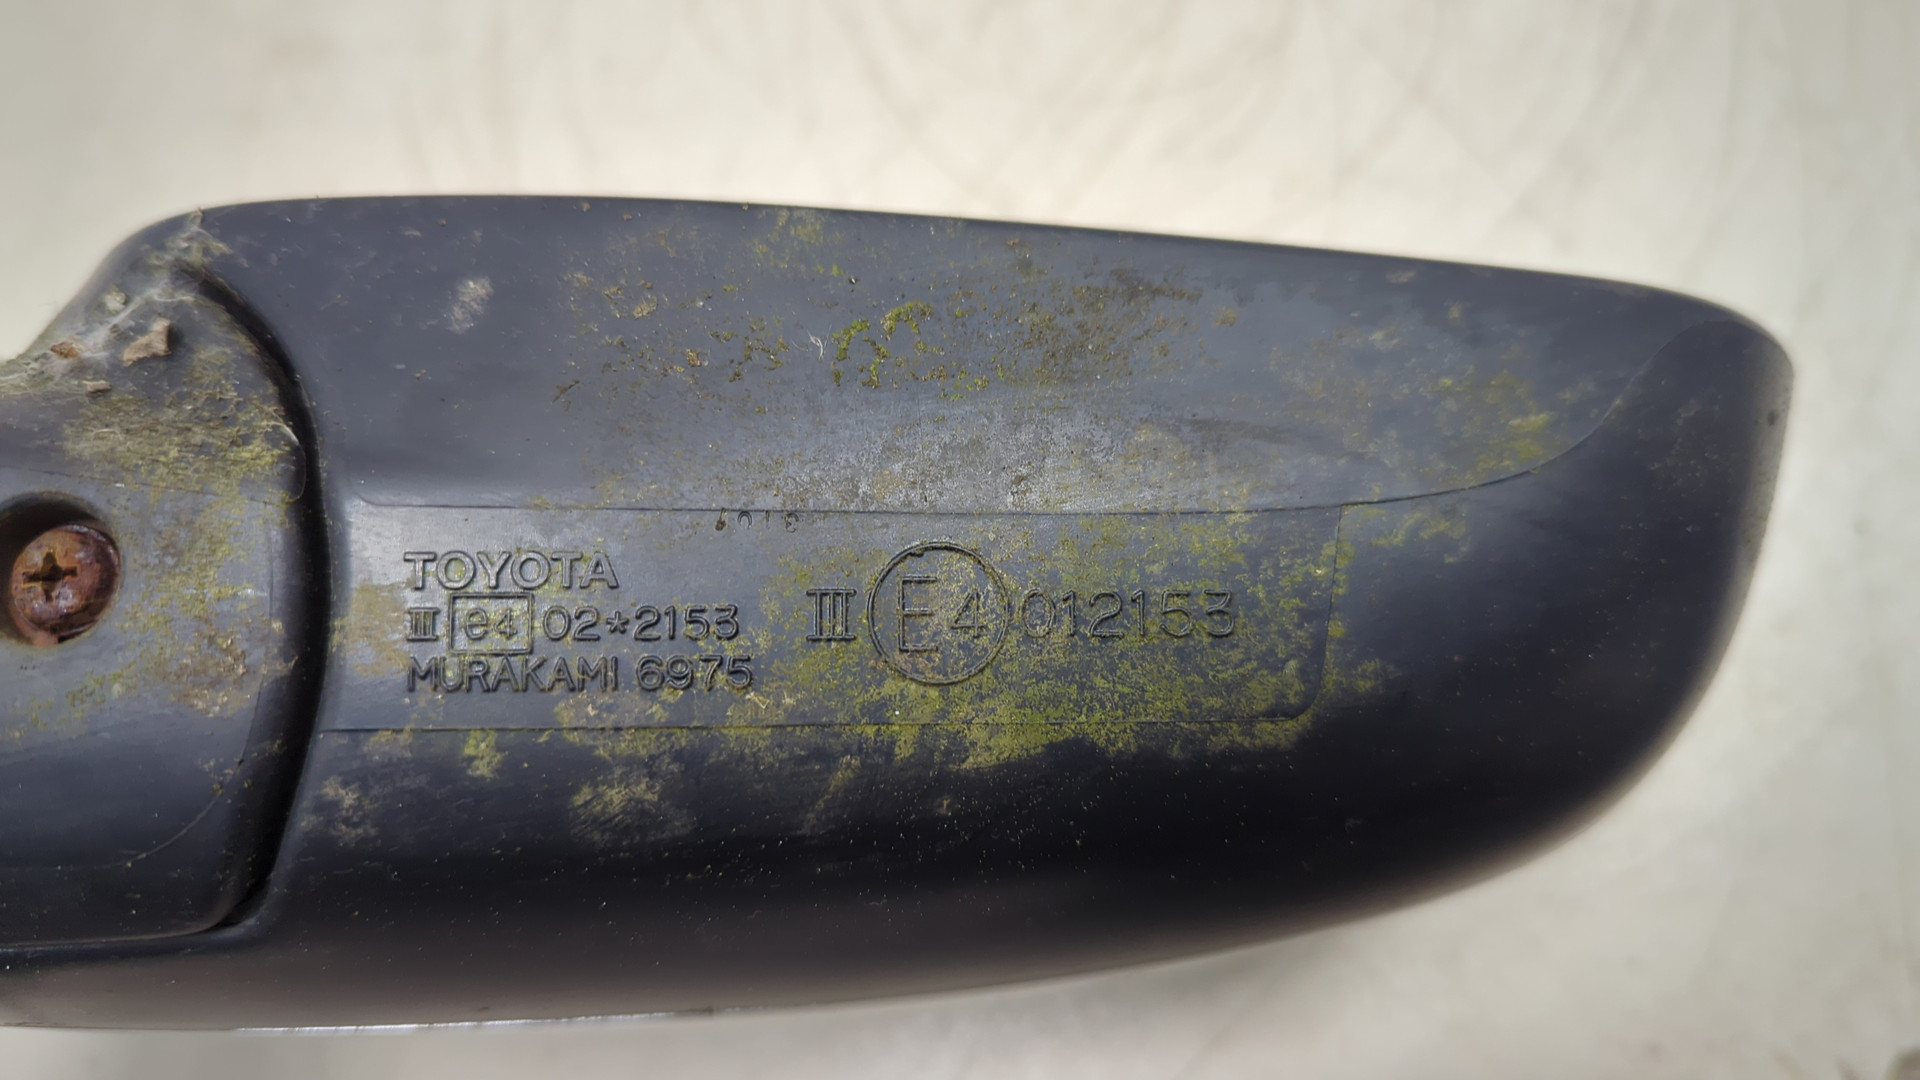 TOYOTA
III e4 02*2153
MURAKAMI 6975
III E4 012153